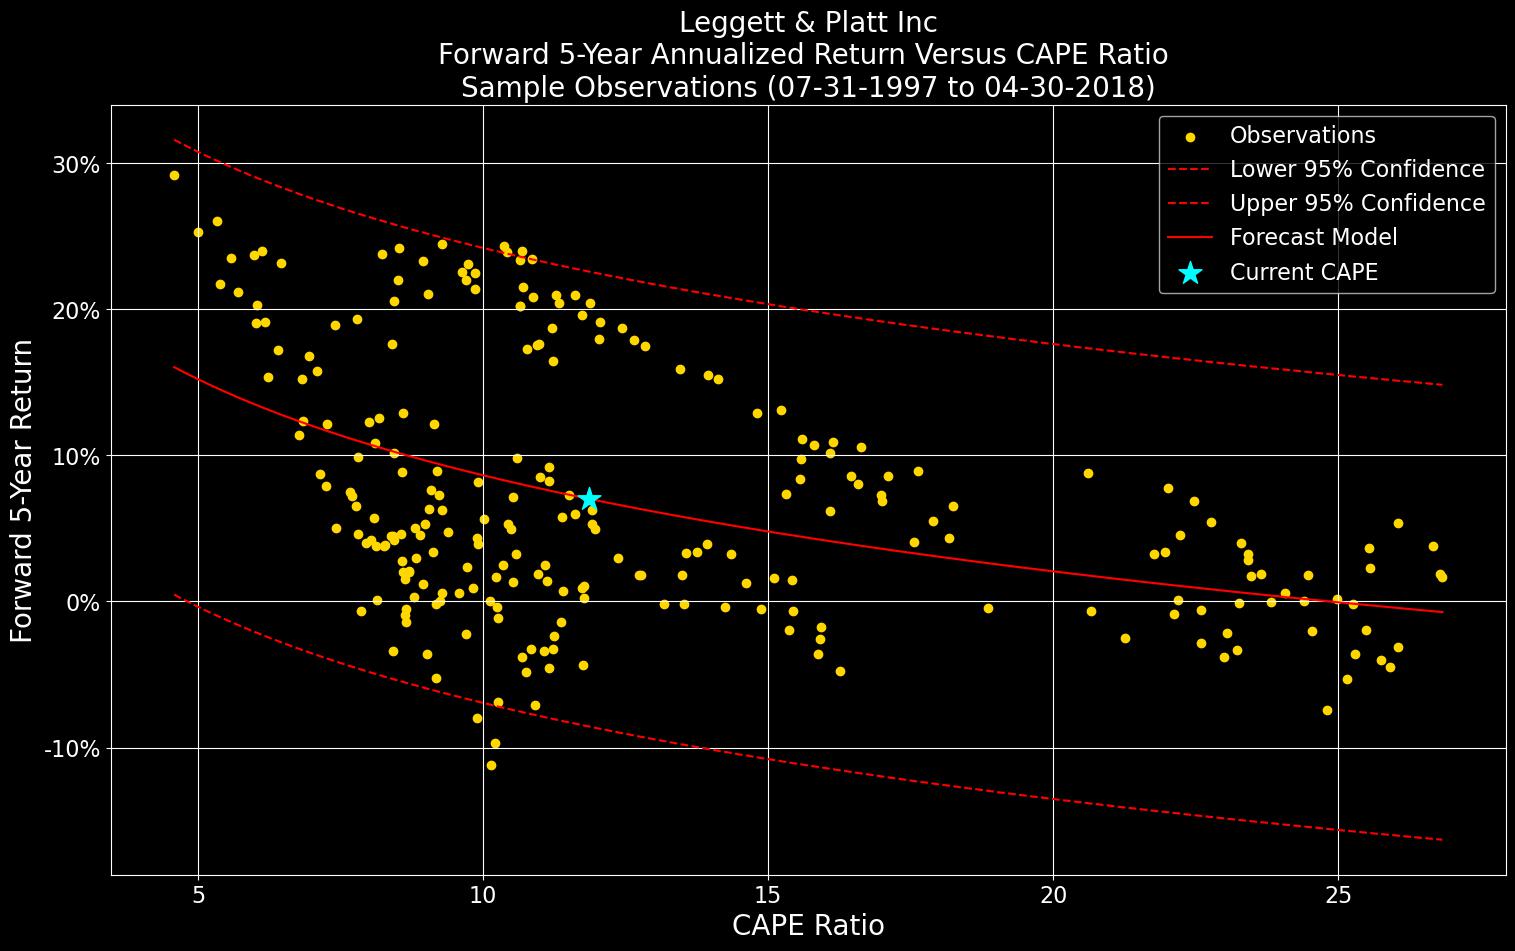 Leggett & Platt Inc
Forward 5-Year Annualized Return Versus CAPE Ratio
Sample Observations (07-31-1997 to 04-30-2018)
Observations
Lower 95% Confidence
Upper 95% Confidence
Forecast Model
Current CAPE
Forward 5-Year Return
30%
20%
10%
0%
-10%
5
10
15
20
25
CAPE Ratio